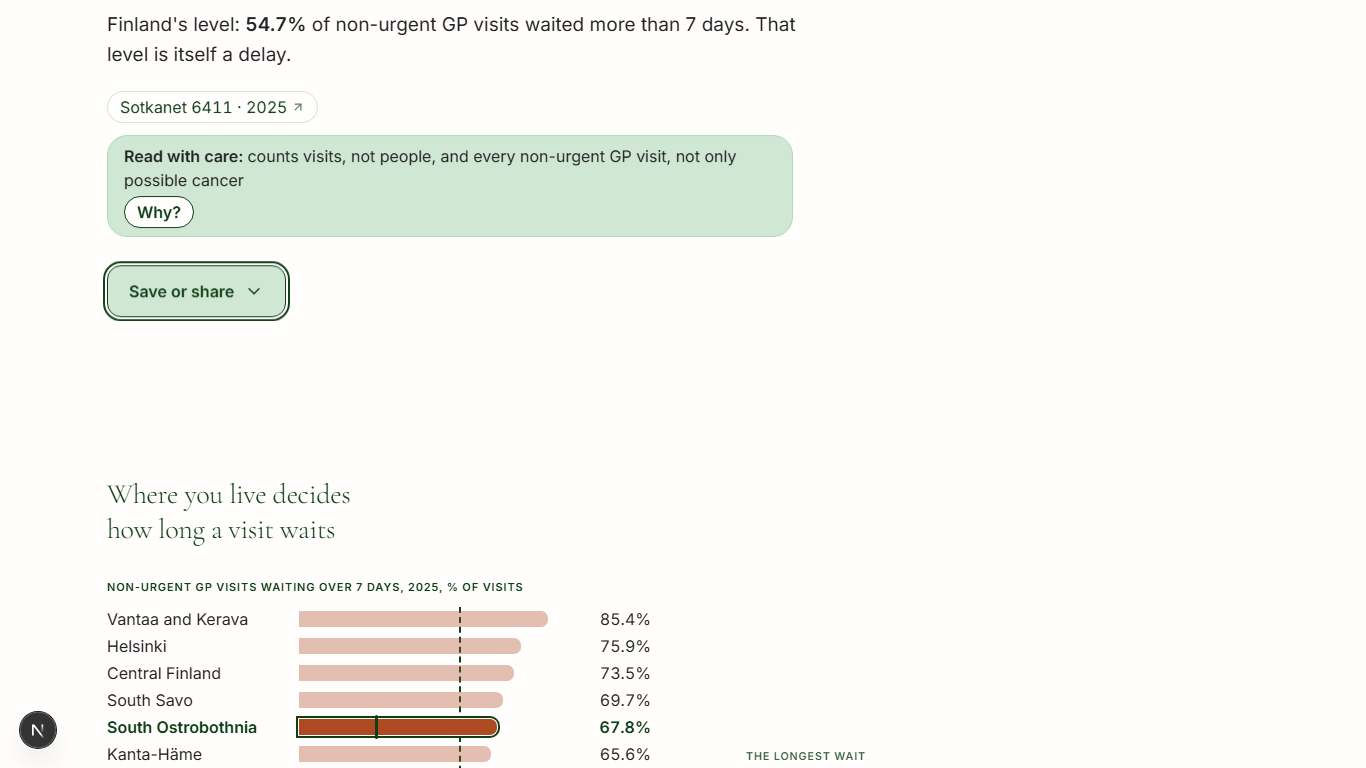 Finland's level: 54.7% of non-urgent GP visits waited more than 7 days. That
level is itself a delay.
Sotkanet 6411 · 2025 ↗
Read with care: counts visits, not people, and every non-urgent GP visit, not only
possible cancer
Why?
Save or share
Where you live decides
how long a visit waits
NON-URGENT GP VISITS WAITING OVER 7 DAYS, 2025, % OF VISITS
Vantaa and Kerava 85.4%
Helsinki 75.9%
Central Finland 73.5%
South Savo 69.7%
South Ostrobothnia 67.8%
Kanta-Häme 65.6%
THE LONGEST WAIT
N